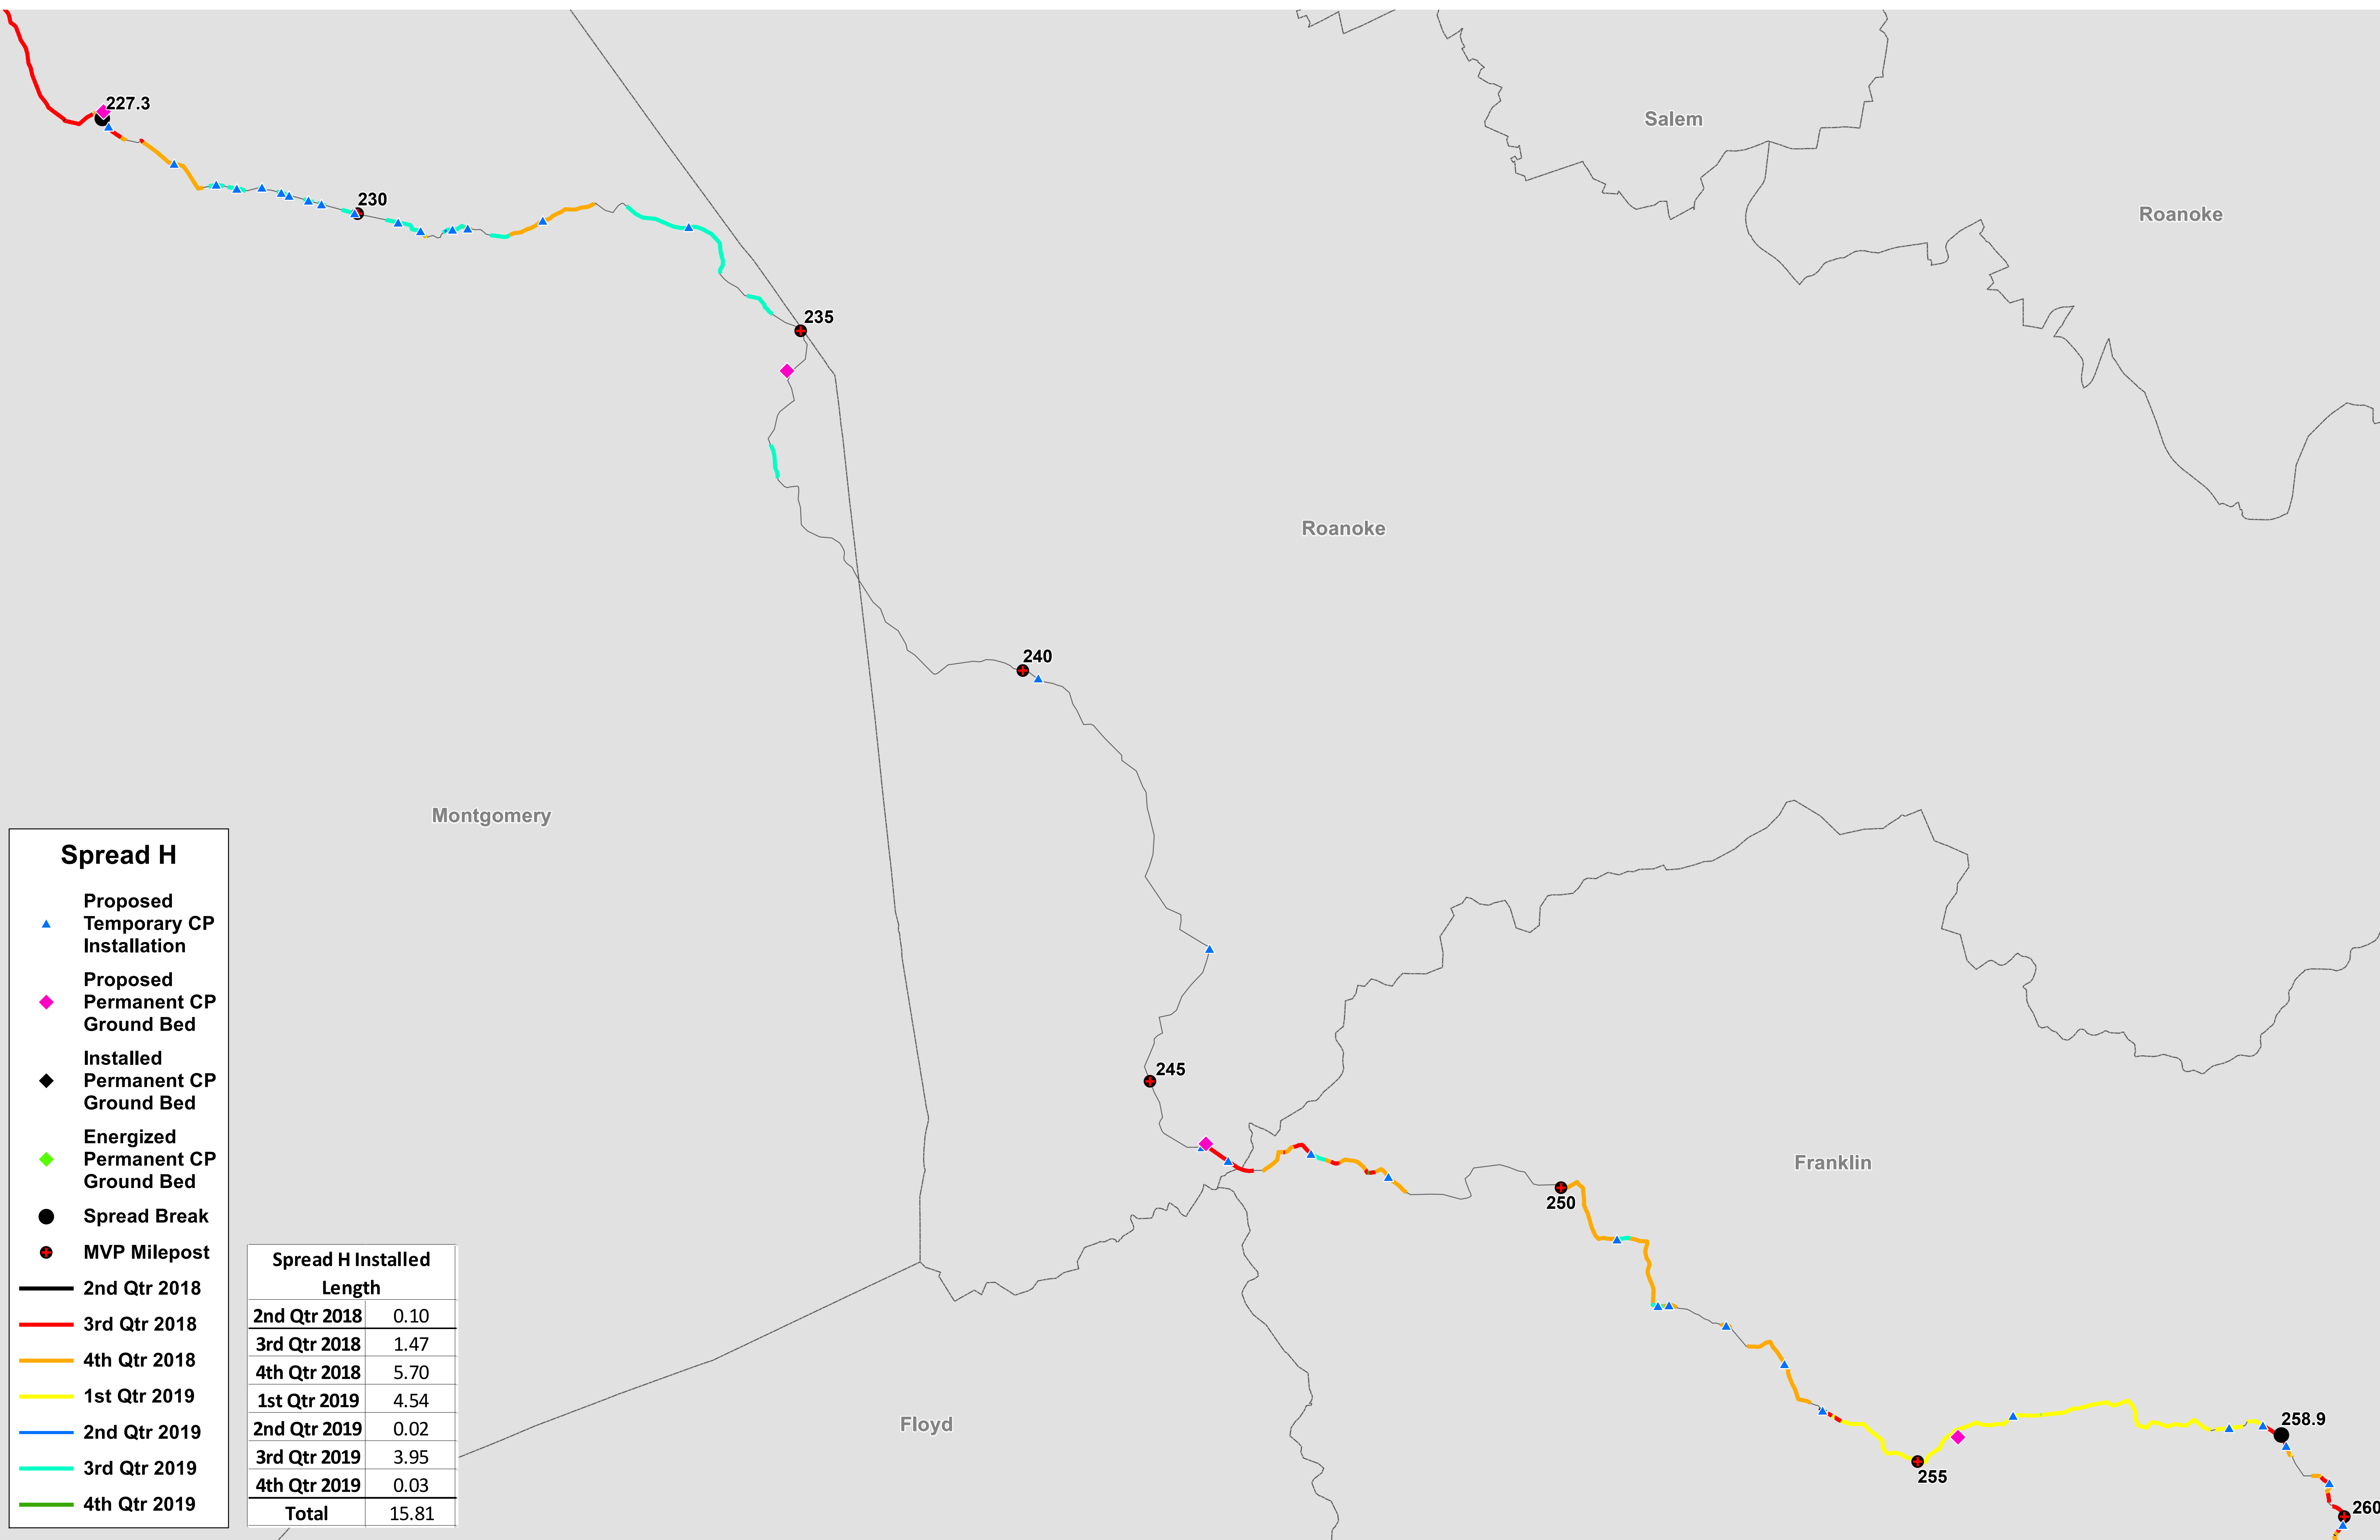 227.3
Salem
230
Roanoke
235
Roanoke
240
Montgomery
245
Franklin
250
Floyd
258.9
255
260
Spread H
Proposed
Temporary CP
Installation
Proposed
Permanent CP
Ground Bed
Installed
Permanent CP
Ground Bed
Energized
Permanent CP
Ground Bed
Spread Break
MVP Milepost
2nd Qtr 2018
3rd Qtr 2018
4th Qtr 2018
1st Qtr 2019
2nd Qtr 2019
3rd Qtr 2019
4th Qtr 2019
Spread H Installed
Length
2nd Qtr 2018 0.10
3rd Qtr 2018 1.47
4th Qtr 2018 5.70
1st Qtr 2019 4.54
2nd Qtr 2019 0.02
3rd Qtr 2019 3.95
4th Qtr 2019 0.03
Total 15.81